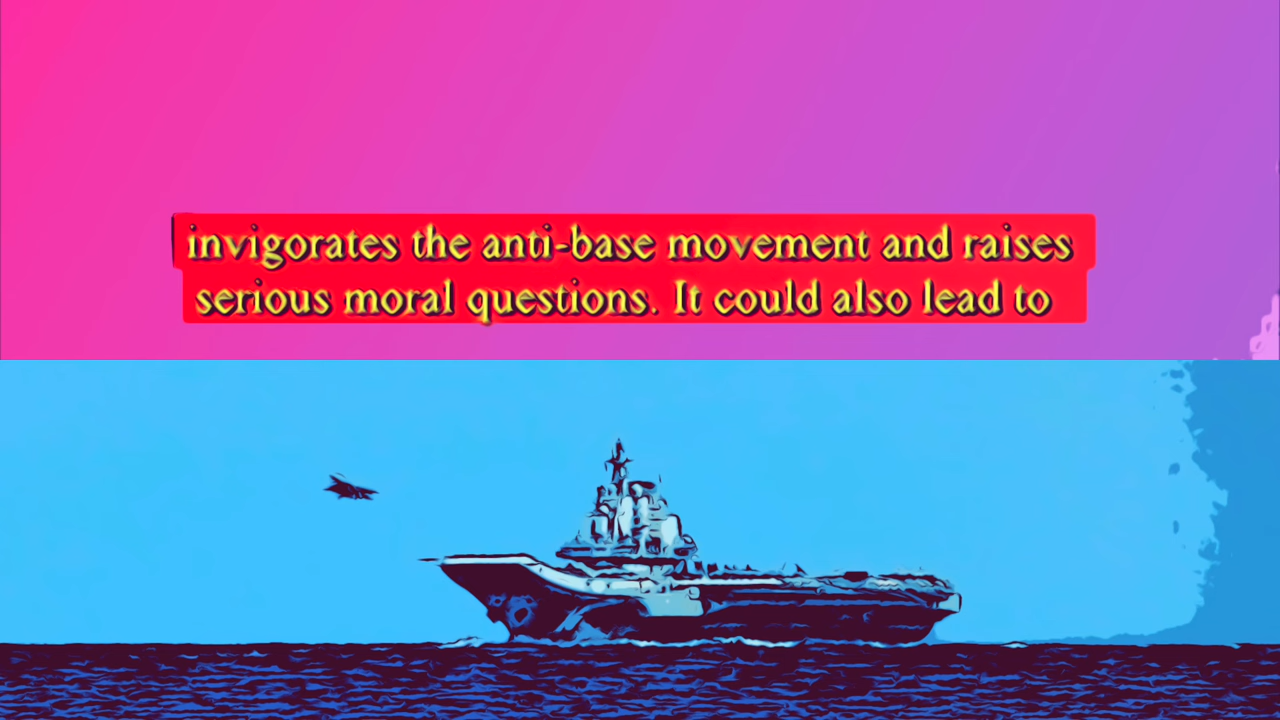 invigorates the anti-base movement and raises
serious moral questions. It could also lead to